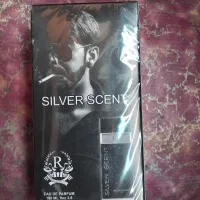 SILVER SCENT
R
EAU DE PARFUM
SILVER SCENT